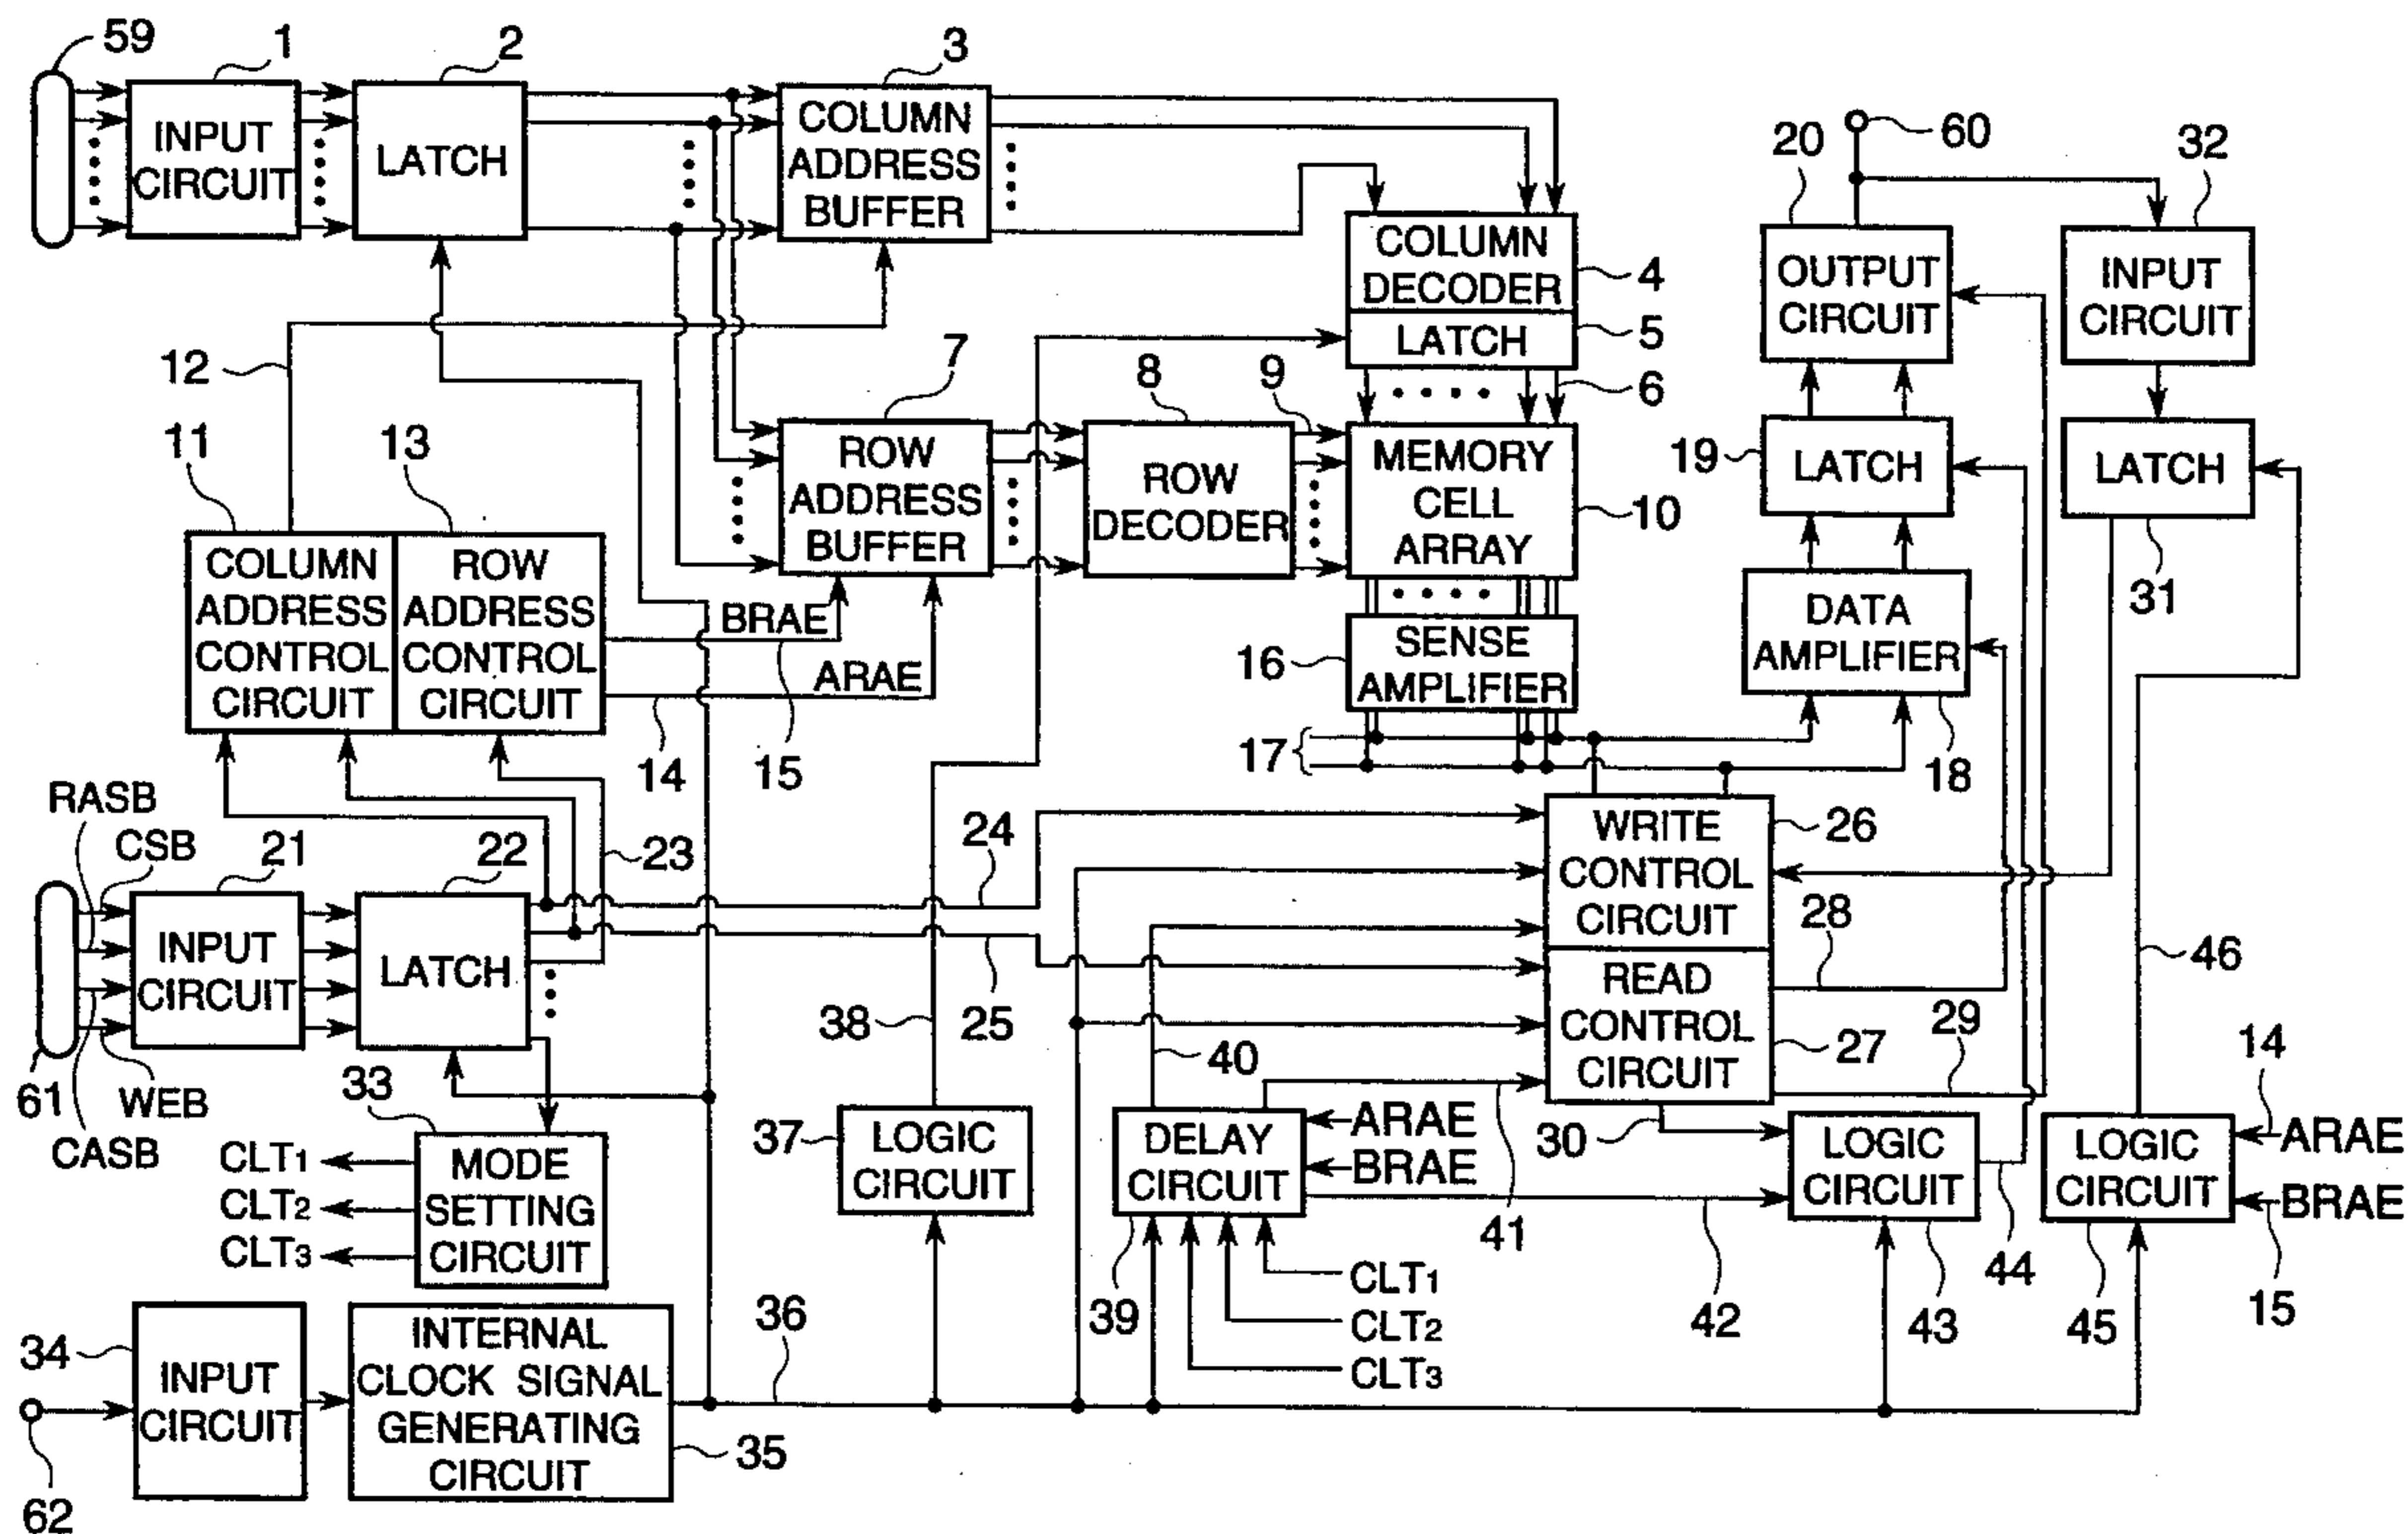 59
1
2
3
INPUT
CIRCUIT
LATCH
COLUMN
ADDRESS
BUFFER
60
20
32
COLUMN
DECODER
4
LATCH
5
6
OUTPUT
CIRCUIT
INPUT
CIRCUIT
12
7
8
9
11
13
ROW
ADDRESS
BUFFER
ROW
DECODER
MEMORY
CELL
ARRAY
10
19
LATCH
LATCH
31
COLUMN
ADDRESS
CONTROL
CIRCUIT
ROW
ADDRESS
CONTROL
CIRCUIT
BRAE
ARAE
14
15
16
SENSE
AMPLIFIER
DATA
AMPLIFIER
17
18
RASB
CSB
21
22
23
24
WRITE
CONTROL
CIRCUIT
26
INPUT
CIRCUIT
LATCH
38
25
40
READ
CONTROL
CIRCUIT
27
28
29
46
61
WEB
CASB
33
37
LOGIC
CIRCUIT
DELAY
CIRCUIT
ARAE
BRAE
30
LOGIC
CIRCUIT
LOGIC
CIRCUIT
14
ARAE
BRAE
15
CLT1
CLT2
CLT3
MODE
SETTING
CIRCUIT
39
CLT1
CLT2
CLT3
41
42
43
44
45
34
INPUT
CIRCUIT
62
INTERNAL
CLOCK SIGNAL
GENERATING
CIRCUIT
35
36